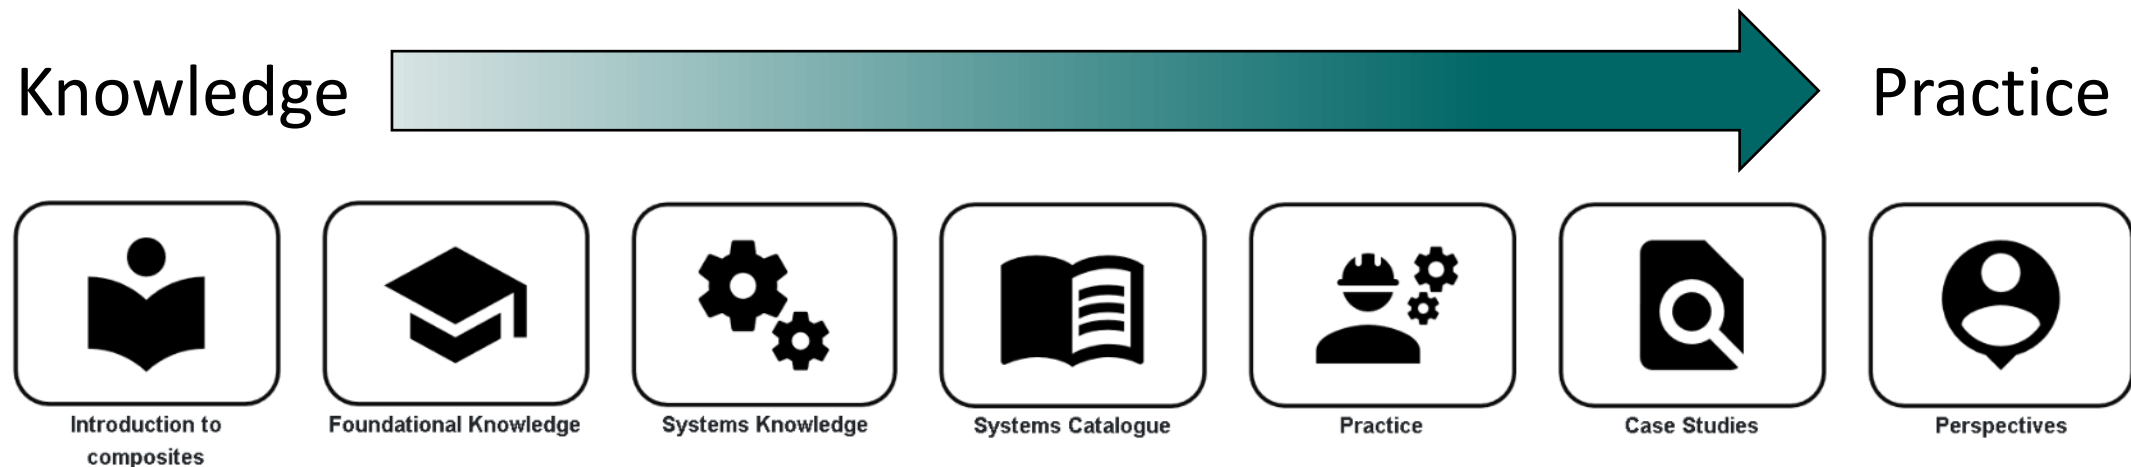 Knowledge
Practice
Introduction to
composites
Foundational Knowledge
Systems Knowledge
Systems Catalogue
Practice
Case Studies
Perspectives